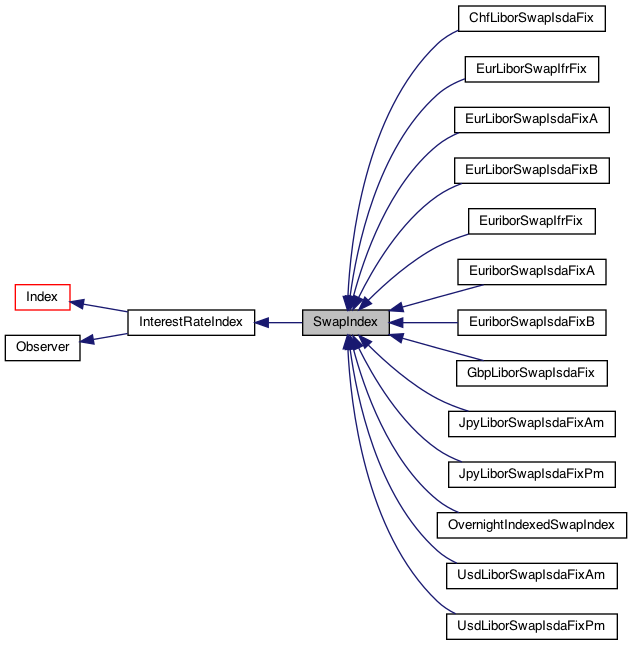 ChfLiborSwapIsdaFix
EurLiborSwapIfrFix
EurLiborSwapIsdaFixA
EurLiborSwapIsdaFixB
EuriborSwapIfrFix
EuriborSwapIsdaFixA
Index
InterestRateIndex
SwapIndex
EuriborSwapIsdaFixB
Observer
GbpLiborSwapIsdaFix
JpyLiborSwapIsdaFixAm
JpyLiborSwapIsdaFixPm
OvernightIndexedSwapIndex
UsdLiborSwapIsdaFixAm
UsdLiborSwapIsdaFixPm